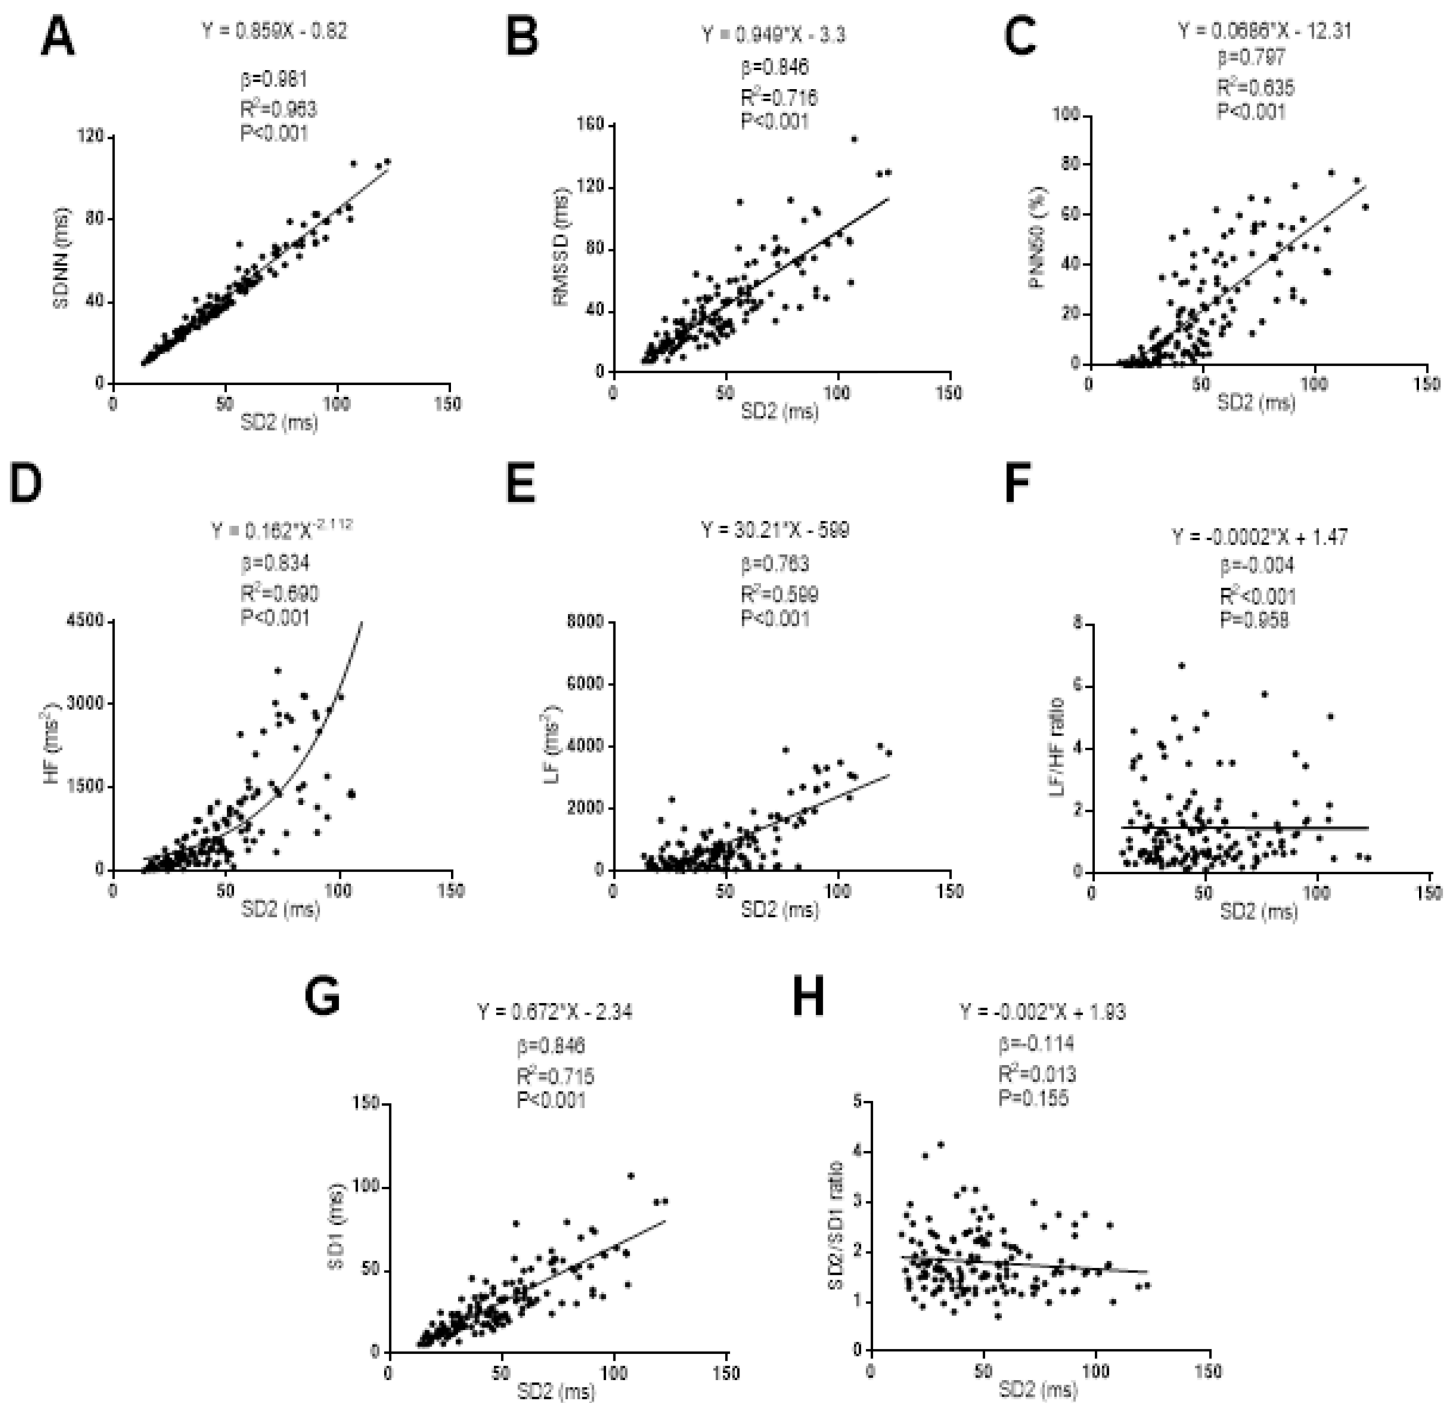 A
Y = 0.859X - 0.82
β=0.981
R²=0.963
P<0.001
120
80
40
0
SDNN (ms)
0 50 100 150
SD2 (ms)
B
Y = 0.949*X - 3.3
β=0.846
R²=0.716
P<0.001
160
120
80
40
0
RMSSD (ms)
0 50 100 150
SD2 (ms)
C
Y = 0.0686*X - 12.31
β=0.797
R²=0.635
P<0.001
100
80
60
40
20
0
PNN50 (%)
0 50 100 150
SD2 (ms)
D
Y = 0.162*X^-2.112
β=0.834
R²=0.690
P<0.001
4500
3000
1500
0
HF (ms²)
0 50 100 150
SD2 (ms)
E
Y = 30.21*X - 599
β=0.763
R²=0.599
P<0.001
8000
6000
4000
2000
0
LF (ms²)
0 50 100 150
SD2 (ms)
F
Y = -0.0002*X + 1.47
β=-0.004
R²<0.001
P=0.958
8
6
4
2
0
LF/HF ratio
0 50 100 150
SD2 (ms)
G
Y = 0.672*X - 2.34
β=0.846
R²=0.715
P<0.001
150
100
50
0
SD1 (ms)
0 50 100 150
SD2 (ms)
H
Y = -0.002*X + 1.93
β=-0.114
R²=0.013
P=0.155
5
4
3
2
1
0
SD2/SD1 ratio
0 50 100 150
SD2 (ms)